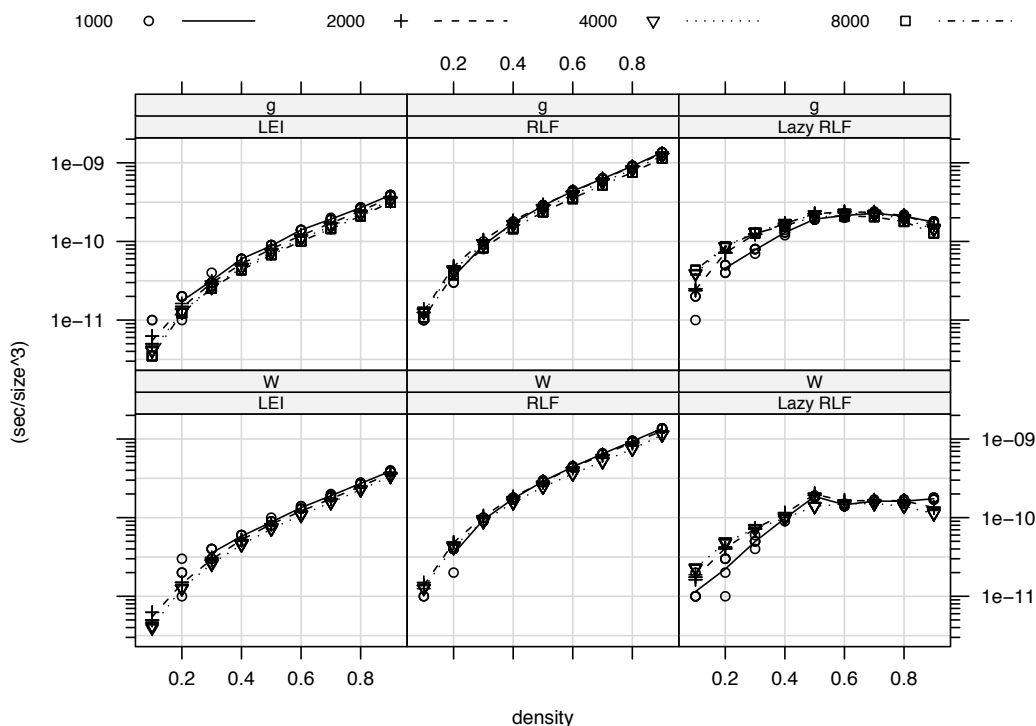 1000 2000 4000 8000
0.2 0.4 0.6 0.8
g g g
LEI RLF Lazy RLF
1e−09
1e−10
1e−11
W W W
LEI RLF Lazy RLF
1e−09
1e−10
1e−11
(sec/size^3)
0.2 0.4 0.6 0.8 0.2 0.4 0.6 0.8
density